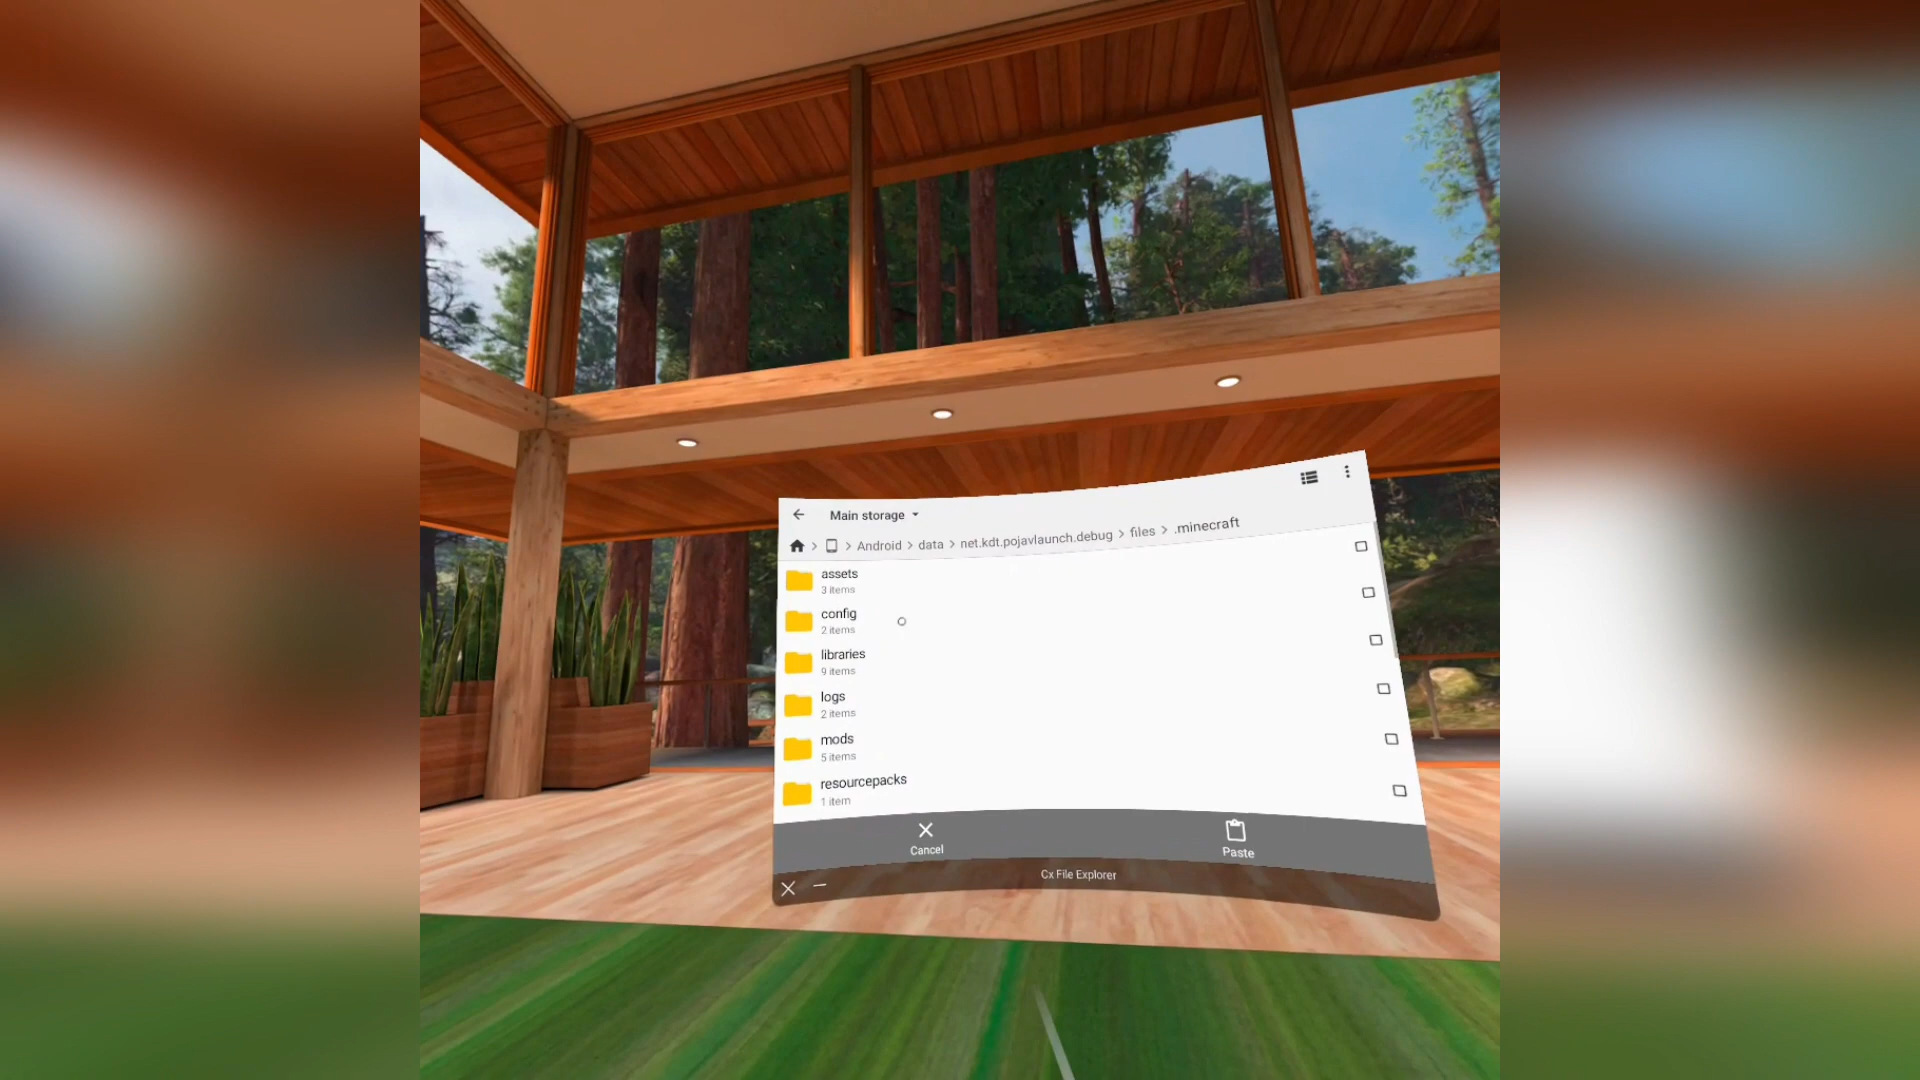 Main storage
Android > data > net.kdt.pojavlaunch.debug > files > .minecraft
assets
3 items
config
2 items
libraries
9 items
logs
2 items
mods
5 items
resourcepacks
1 item
Cancel
Paste
Cx File Explorer